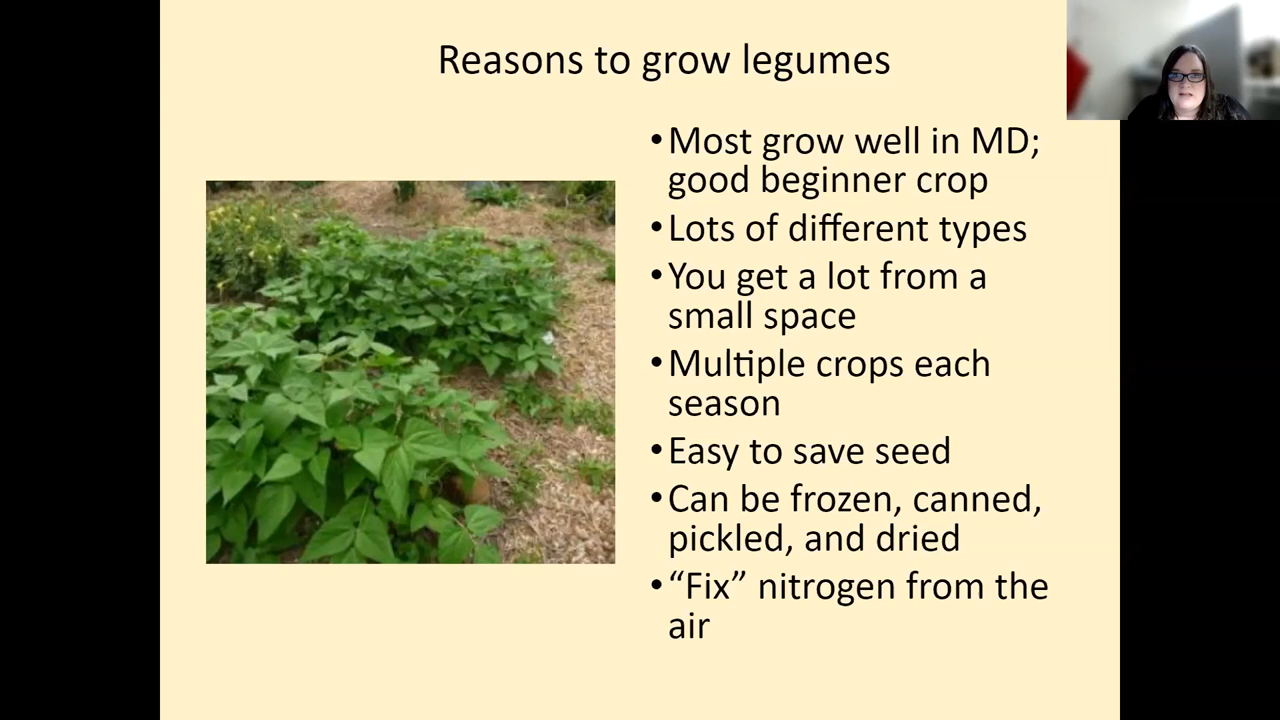 Reasons to grow legumes
•Most grow well in MD;
good beginner crop
•Lots of different types
•You get a lot from a
small space
•Multiple crops each
season
•Easy to save seed
•Can be frozen, canned,
pickled, and dried
•“Fix” nitrogen from the
air